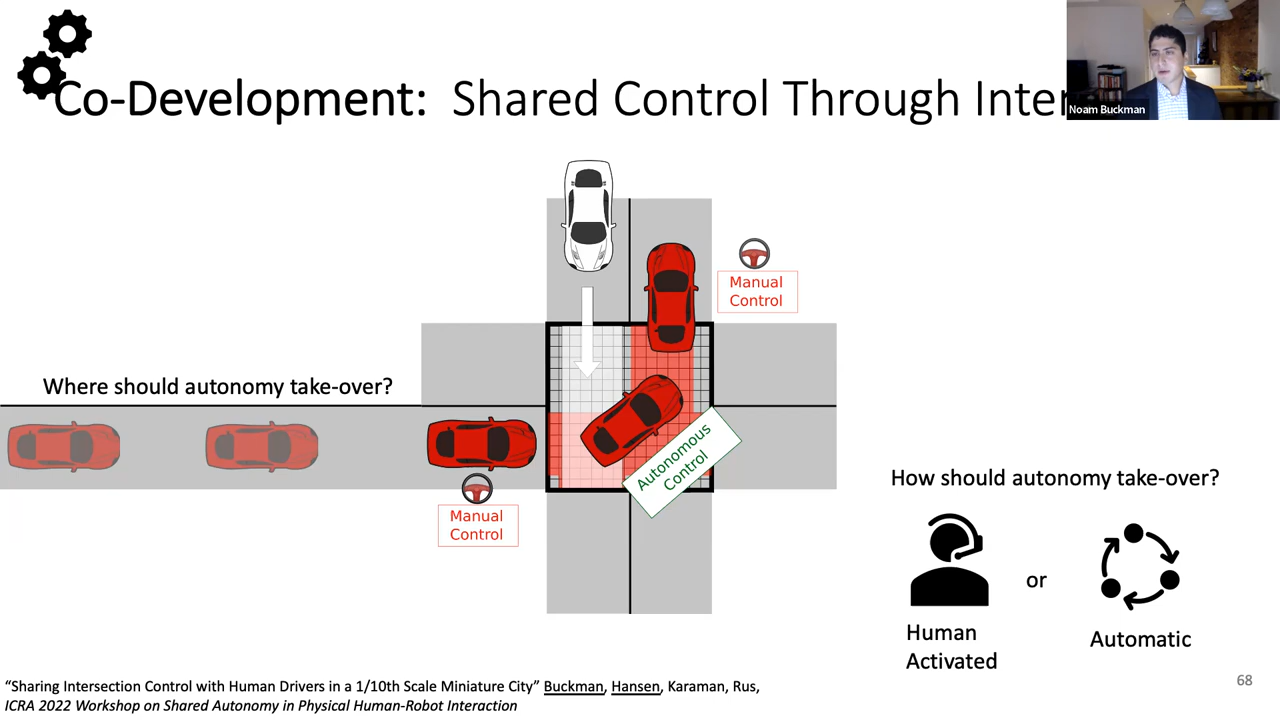 Co-Development: Shared Control Through Inter
Noam Buckman
Manual
Control
Where should autonomy take-over?
Autonomous
Control
Manual
Control
How should autonomy take-over?
or
Human
Activated
Automatic
“Sharing Intersection Control with Human Drivers in a 1/10th Scale Miniature City” Buckman, Hansen, Karaman, Rus,
ICRA 2022 Workshop on Shared Autonomy in Physical Human-Robot Interaction
68